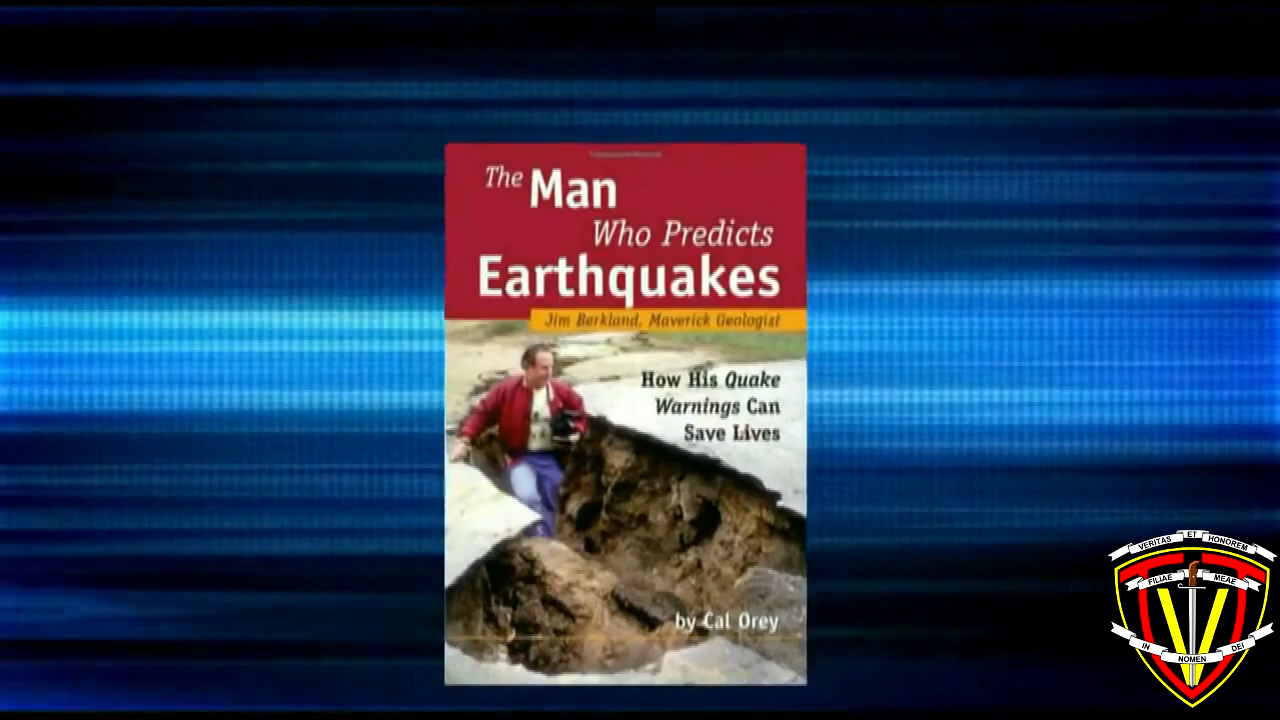 The Man
Who Predicts
Earthquakes
Jim Berkland, Maverick Geologist
How His Quake
Warnings Can
Save Lives
by Cal Orey
VERITAS ET HONOREM
FILIAE MEAE
IN NOMEN DEI